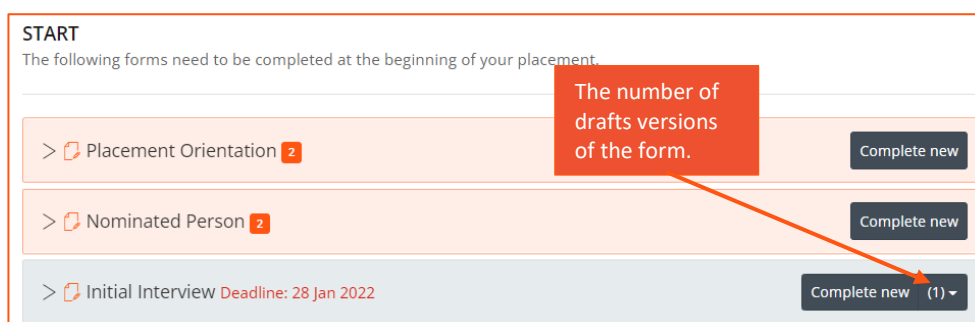 START
The following forms need to be completed at the beginning of your placement.
The number of
drafts versions
of the form.
Placement Orientation 2
Complete new
Nominated Person 2
Complete new
Initial Interview Deadline: 28 Jan 2022
Complete new (1)